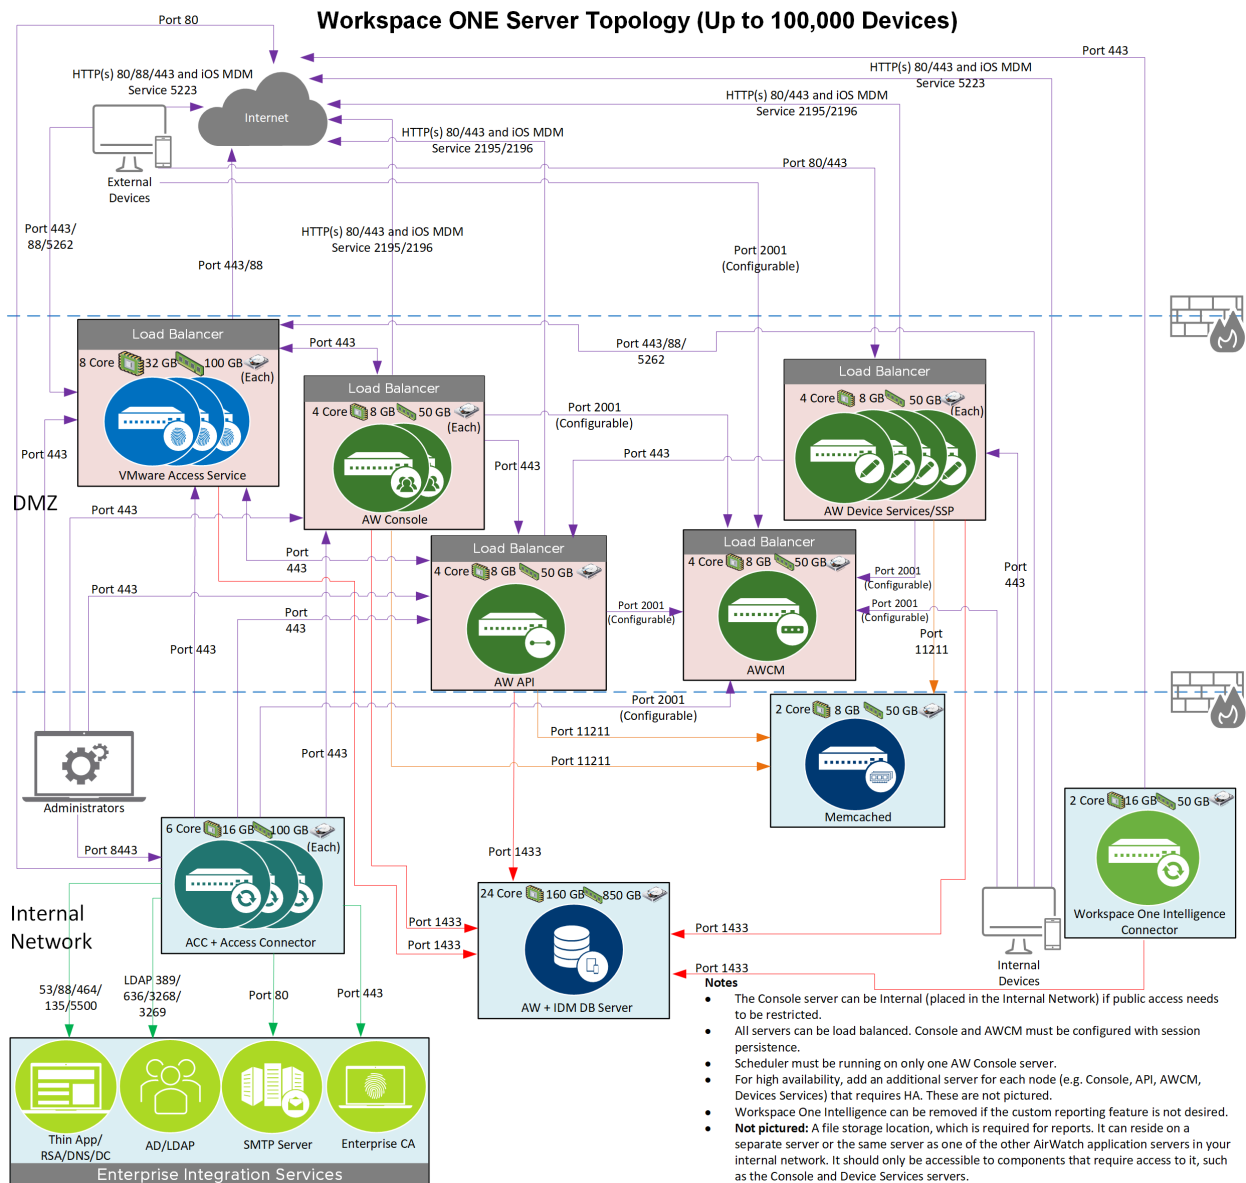 Workspace ONE Server Topology (Up to 100,000 Devices)
Port 80
Port 443
HTTP(s) 80/88/443 and iOS MDM
Service 5223
HTTP(s) 80/443 and iOS MDM
Service 5223
HTTP(s) 80/443 and iOS MDM
Service 2195/2196
Internet
HTTP(s) 80/443 and iOS MDM
Service 2195/2196
Port 80/443
External
Devices
Port 443/
88/5262
HTTP(s) 80/443 and iOS MDM
Service 2195/2196
Port 2001
(Configurable)
Port 443/88
Load Balancer
8 Core
32 GB
100 GB
(Each)
VMware Access Service
Port 443
Port 443/88/
5262
Load Balancer
4 Core
8 GB
50 GB
(Each)
AW Console
Port 2001
(Configurable)
Load Balancer
4 Core
8 GB
50 GB
(Each)
AW Device Services/SSP
Port 443
Port 443
Port 443
DMZ
Port 443
Load Balancer
4 Core
8 GB
50 GB
AW API
Load Balancer
4 Core
8 GB
50 GB
AWCM
Port
443
Port 443
Port
443
Port 2001
(Configurable)
Port 2001
(Configurable)
Port 2001
(Configurable)
Port
443
Port
11211
Port 443
Port 2001
(Configurable)
Port 11211
Port 11211
Port 443
2 Core
8 GB
50 GB
Memcached
Administrators
Port 8443
6 Core
16 GB
100 GB
(Each)
ACC + Access Connector
2 Core
16 GB
50 GB
Workspace One Intelligence
Connector
Port 1433
24 Core
160 GB
850 GB
AW + IDM DB Server
Port 1433
Port 1433
Port 1433
Port 1433
Internal
Devices
Internal
Network
53/88/464/
135/5500
LDAP 389/
636/3268/
3269
Port 80
Port 443
Thin App/
RSA/DNS/DC
AD/LDAP
SMTP Server
Enterprise CA
Enterprise Integration Services
Notes
• The Console server can be Internal (placed in the Internal Network) if public access needs
to be restricted.
• All servers can be load balanced. Console and AWCM must be configured with session
persistence.
• Scheduler must be running on only one AW Console server.
• For high availability, add an additional server for each node (e.g. Console, API, AWCM,
Devices Services) that requires HA. These are not pictured.
• Workspace One Intelligence can be removed if the custom reporting feature is not desired.
• Not pictured: A file storage location, which is required for reports. It can reside on a
separate server or the same server as one of the other AirWatch application servers in your
internal network. It should only be accessible to components that require access to it, such
as the Console and Device Services servers.